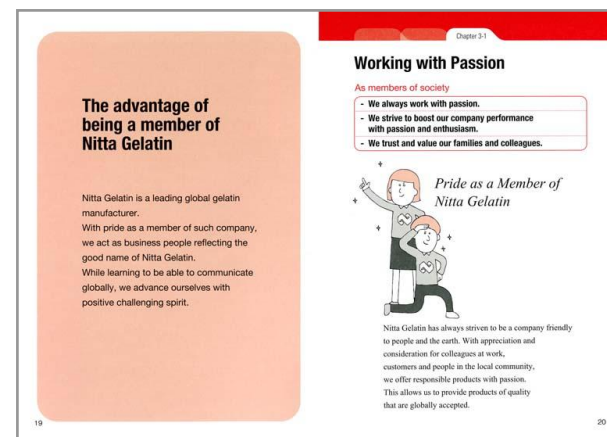 The advantage of
being a member of
Nitta Gelatin
Nitta Gelatin is a leading global gelatin
manufacturer.
With pride as a member of such company,
we act as business people reflecting the
good name of Nitta Gelatin.
While learning to be able to communicate
globally, we advance ourselves with
positive challenging spirit.
19
Chapter 3-1
Working with Passion
As members of society
- We always work with passion.
- We strive to boost our company performance
with passion and enthusiasm.
- We trust and value our families and colleagues.
Pride as a Member of
Nitta Gelatin
Nitta Gelatin has always striven to be a company friendly
to people and the earth. With appreciation and
consideration for colleagues at work,
customers and people in the local community,
we offer responsible products with passion.
This allows us to provide products of quality
that are globally accepted.
20